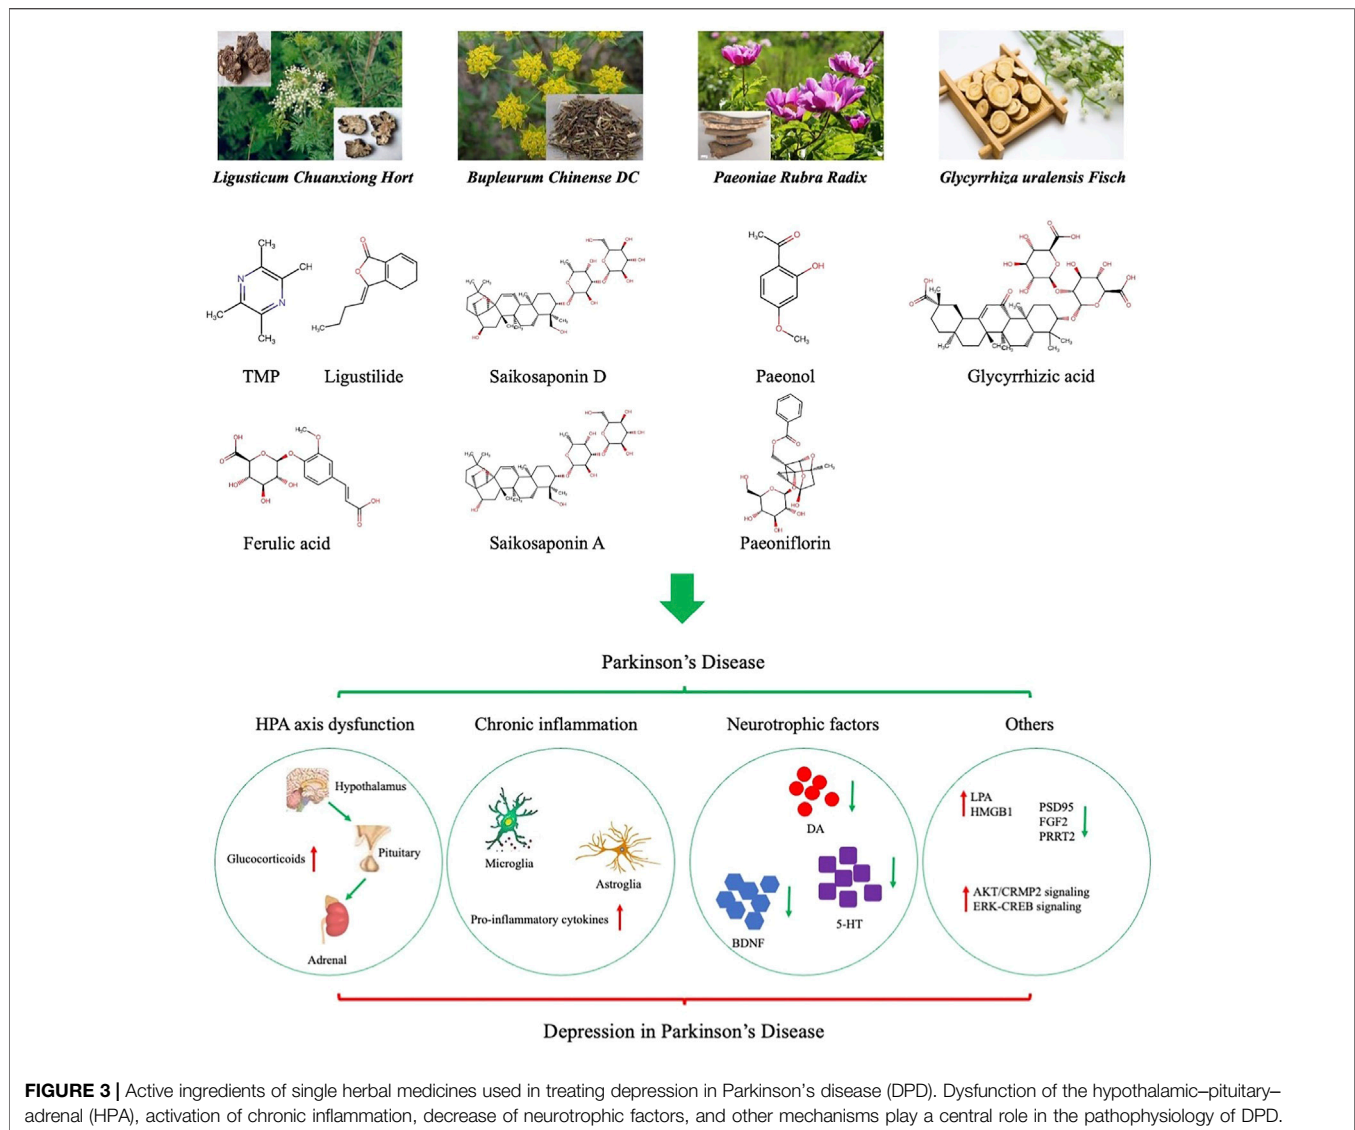 Ligusticum Chuanxiong Hort
Bupleurum Chinense DC
Paeoniae Rubra Radix
Glycyrrhiza uralensis Fisch
TMP
Ligustilide
Saikosaponin D
Paeonol
Glycyrrhizic acid
Ferulic acid
Saikosaponin A
Paeoniflorin
Parkinson's Disease
HPA axis dysfunction
Chronic inflammation
Neurotrophic factors
Others
Hypothalamus
Glucocorticoids
Pituitary
Adrenal
Microglia
Astroglia
Pro-inflammatory cytokines
DA
BDNF
5-HT
LPA
HMGB1
PSD95
FGF2
PRRT2
AKT/CRMP2 signaling
ERK-CREB signaling
Depression in Parkinson's Disease
FIGURE 3 | Active ingredients of single herbal medicines used in treating depression in Parkinson's disease (DPD). Dysfunction of the hypothalamic–pituitary–
adrenal (HPA), activation of chronic inflammation, decrease of neurotrophic factors, and other mechanisms play a central role in the pathophysiology of DPD.